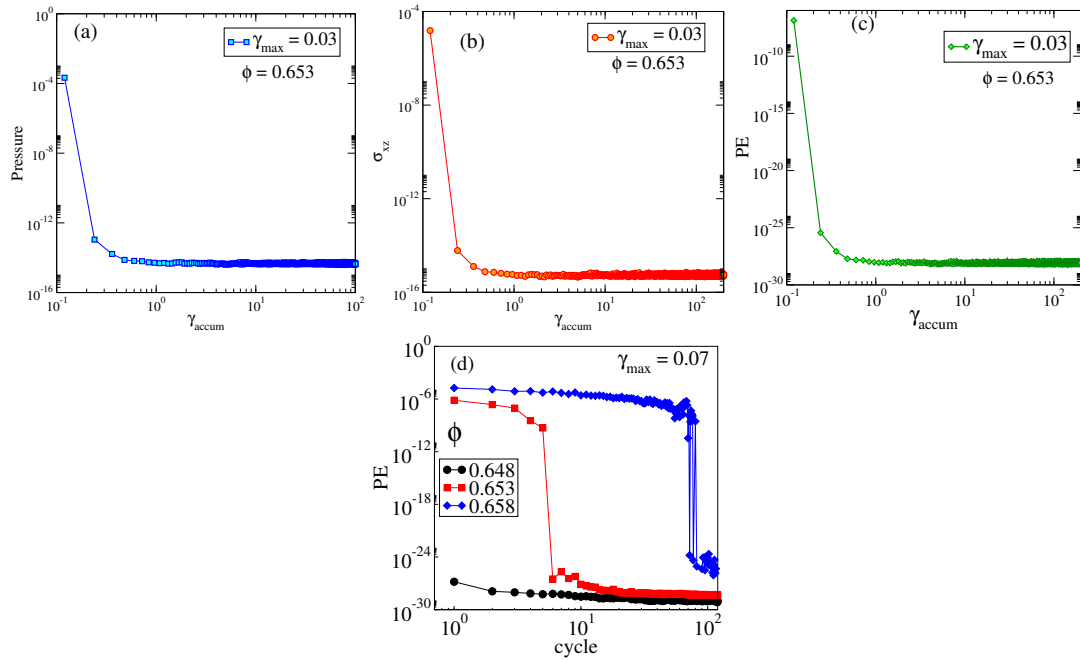 (a)
γmax = 0.03
ϕ = 0.653
Pressure
10^0
10^-4
10^-8
10^-12
10^-16
10^-1 10^0 10^1 10^2
γaccum
(b)
γmax = 0.03
ϕ = 0.653
σxz
10^-4
10^-8
10^-12
10^-16
10^-1 10^0 10^1 10^2
γaccum
(c)
γmax = 0.03
ϕ = 0.653
PE
10^-10
10^-15
10^-20
10^-25
10^-30
10^-1 10^0 10^1 10^2
γaccum
(d)
γmax = 0.07
ϕ
0.648
0.653
0.658
PE
10^0
10^-6
10^-12
10^-18
10^-24
10^-30
10^0 10^1 10^2
cycle